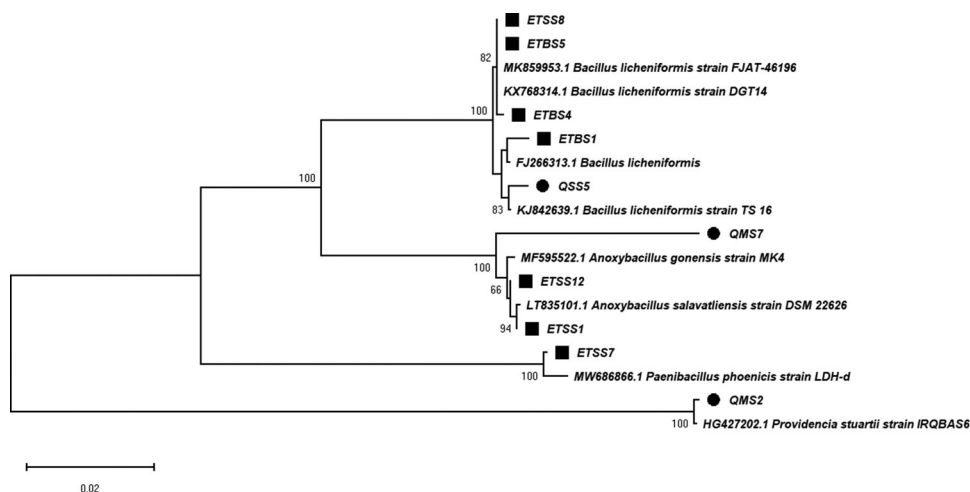 ETSS8
ETBS5
82
MK859953.1 Bacillus licheniformis strain FJAT-46196
KX768314.1 Bacillus licheniformis strain DGT14
100
ETBS4
ETBS1
FJ266313.1 Bacillus licheniformis
100
QSS5
83
KJ842639.1 Bacillus licheniformis strain TS 16
QMS7
MF595522.1 Anoxybacillus gonensis strain MK4
100
ETSS12
66
LT835101.1 Anoxybacillus salavatliensis strain DSM 22626
94
ETSS1
ETSS7
100
MW686866.1 Paenibacillus phoenicis strain LDH-d
QMS2
100
HG427202.1 Providencia stuartii strain IRQBAS6
0.02